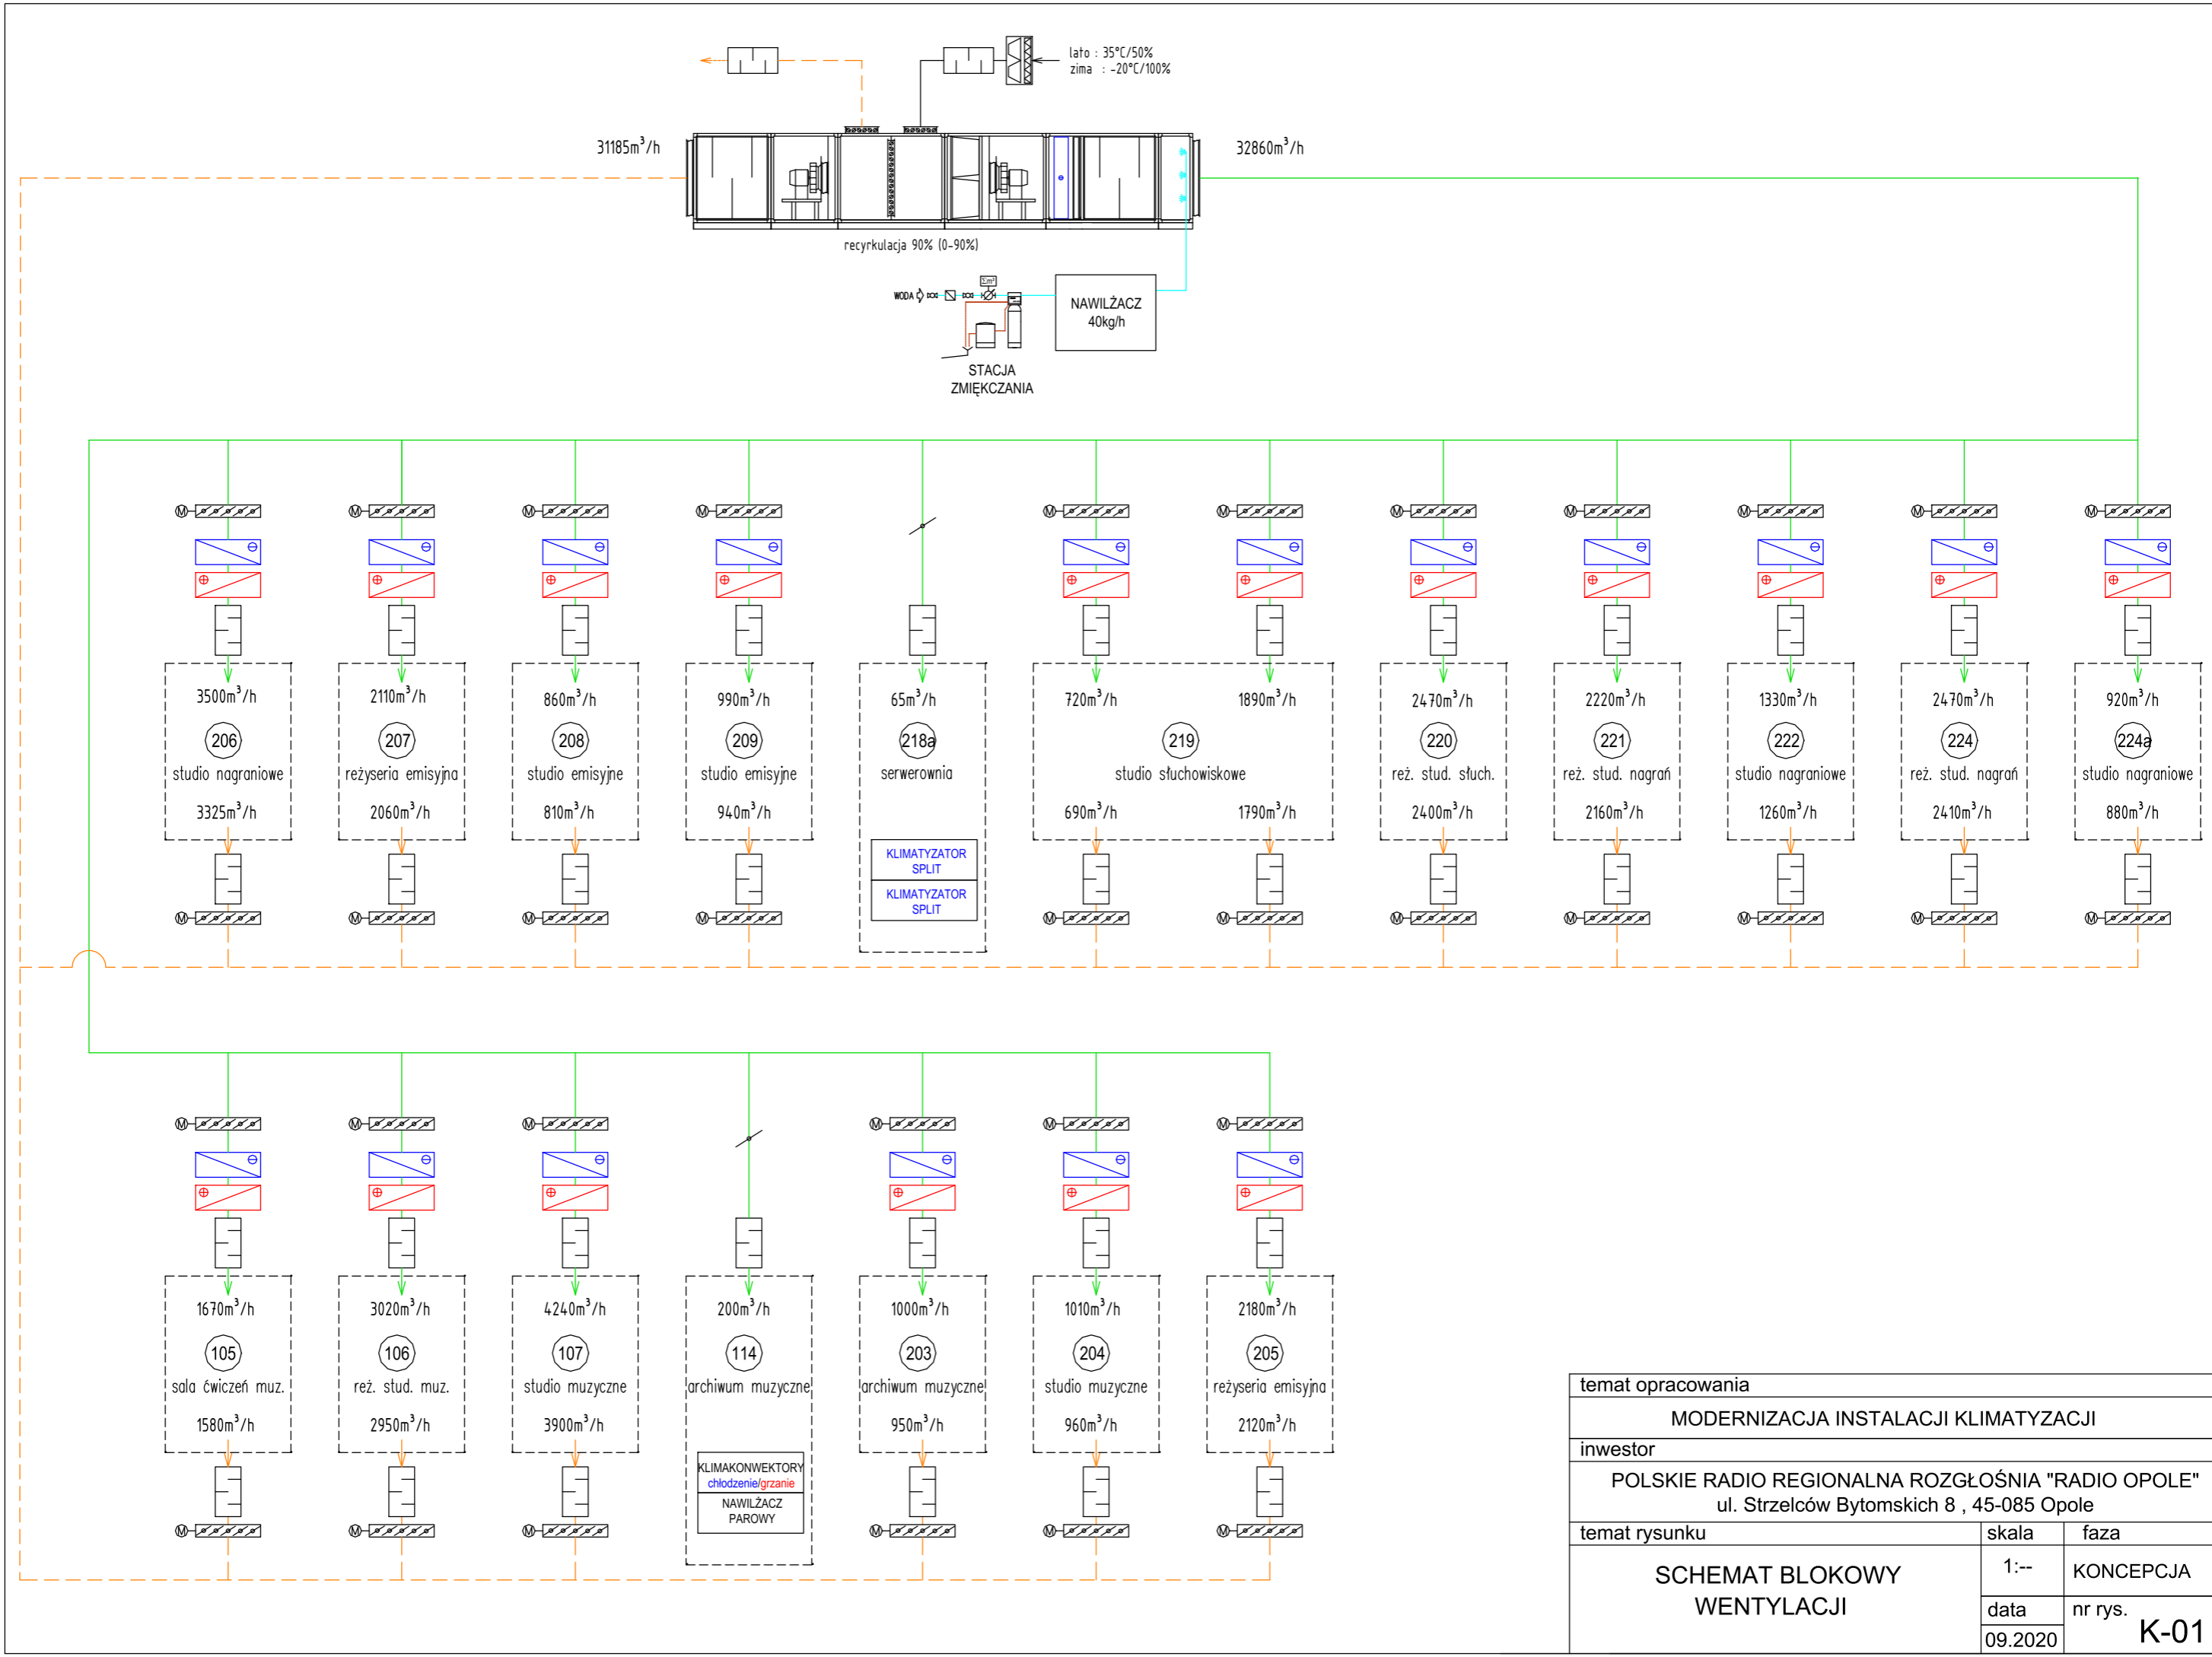 lato : 35°C/50%
zima : -20°C/100%
31185m³/h
32860m³/h
recyrkulacja 90% (0-90%)
WODA
Σm³
NAWILŻACZ
40kg/h
STACJA
ZMIĘKCZANIA
M M M M M M M M M M M
3500m³/h 2110m³/h 860m³/h 990m³/h 65m³/h 720m³/h 1890m³/h 2470m³/h 2220m³/h 1330m³/h 2470m³/h 920m³/h
206 207 208 209 218a 219 220 221 222 224 224a
studio nagraniowe reżyseria emisyjna studio emisyjne studio emisyjne serwerownia studio słuchowiskowe reż. stud. słuch. reż. stud. nagrań studio nagraniowe reż. stud. nagrań studio nagraniowe
3325m³/h 2060m³/h 810m³/h 940m³/h 690m³/h 1790m³/h 2400m³/h 2160m³/h 1260m³/h 2410m³/h 880m³/h
KLIMATYZATOR
SPLIT
KLIMATYZATOR
SPLIT
M M M M M M M M M M M
M M M M M M
1670m³/h 3020m³/h 4240m³/h 200m³/h 1000m³/h 1010m³/h 2180m³/h
105 106 107 114 203 204 205
sala ćwiczeń muz. reż. stud. muz. studio muzyczne archiwum muzyczne archiwum muzyczne studio muzyczne reżyseria emisyjna
1580m³/h 2950m³/h 3900m³/h 950m³/h 960m³/h 2120m³/h
KLIMAKONWEKTORY
chłodzenie/grzanie
NAWILŻACZ
PAROWY
M M M M M M
temat opracowania
MODERNIZACJA INSTALACJI KLIMATYZACJI
inwestor
POLSKIE RADIO REGIONALNA ROZGŁOŚNIA "RADIO OPOLE"
ul. Strzelców Bytomskich 8 , 45-085 Opole
temat rysunku skala faza
SCHEMAT BLOKOWY
WENTYLACJI
1:-- KONCEPCJA
data nr rys.
09.2020 K-01